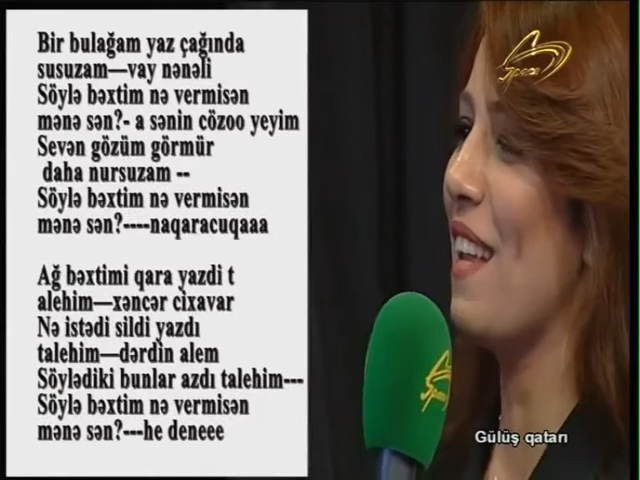 Bir bulağam yaz çağında
susuzam—vay nənəli
Söylə bəxtim nə vermisən
mənə sən?- a sənin cözoo yeyim
Sevən gözüm görmür
daha nursuzam --
Söylə bəxtim nə vermisən
mənə sən?----naqaracuqaaa
Ağ bəxtimi qara yazdi t
alehim—xəncər cixavar
Nə istədi sildi yazdı
talehim—dərdin alem
Söylədiki bunlar azdı talehim---
Söylə bəxtim nə vermisən
mənə sən?---he deneee
Space
Space
Gülüş qatarı